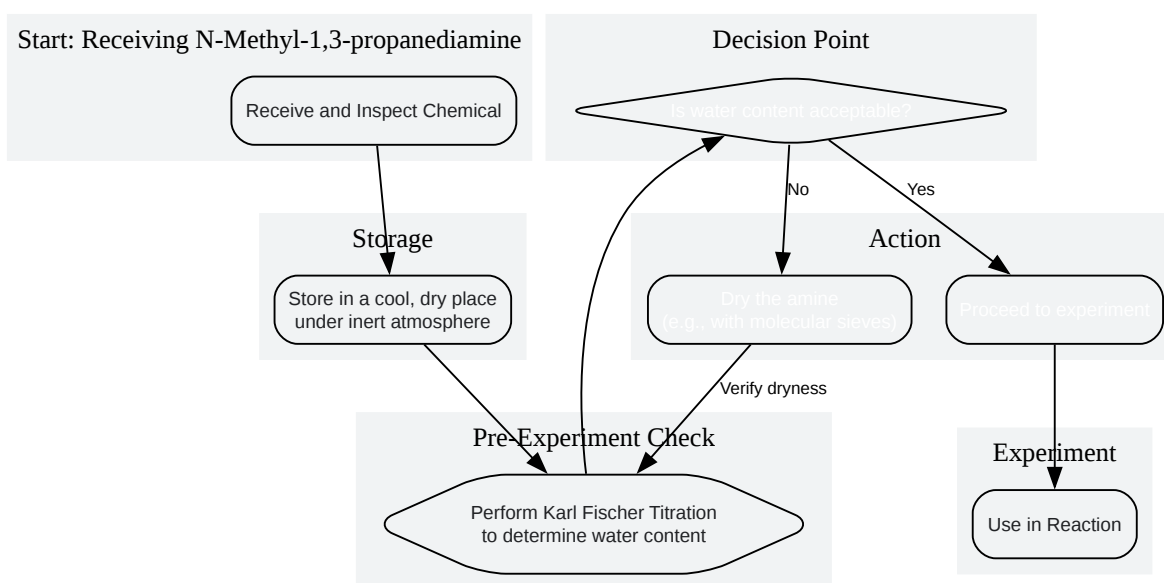 Start: Receiving N-Methyl-1,3-propanediamine
Receive and Inspect Chemical
Decision Point
Is water content acceptable?
No
Yes
Storage
Store in a cool, dry place
under inert atmosphere
Action
Dry the amine
(e.g., with molecular sieves)
Proceed to experiment
Verify dryness
Pre-Experiment Check
Perform Karl Fischer Titration
to determine water content
Experiment
Use in Reaction